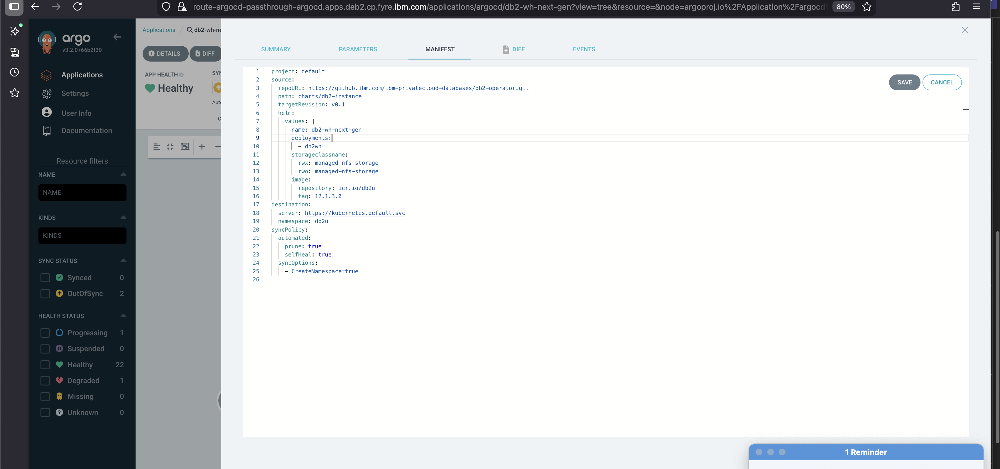 route-argocd-passthrough-argocd.apps.deb2.cp.fyre.ibm.com/applications/argocd/db2-wh-next-gen?view=tree&resource=&node=argoproj.io%2FApplication%2Fargocd%
80%
argo
v3.2.0+66b2f30
Applications
Settings
User Info
Documentation
Resource filters
NAME
NAME
KINDS
KINDS
SYNC STATUS
Synced 0
OutOfSync 2
HEALTH STATUS
Progressing 1
Suspended 0
Healthy 22
Degraded 1
Missing 0
Unknown 0
Applications / db2-wh-ne
DETAILS DIFF
APP HEALTH
Healthy
SYN
Auto
C
SUMMARY PARAMETERS MANIFEST DIFF EVENTS
SAVE CANCEL
1 project: default
2 source:
3 repoURL: https://github.ibm.com/ibm-privatecloud-databases/db2-operator.git
4 path: charts/db2-instance
5 targetRevision: v0.1
6 helm:
7 values: |
8 name: db2-wh-next-gen
9 deployments:
10 - db2wh
11 storageclassname:
12 rwx: managed-nfs-storage
13 rwo: managed-nfs-storage
14 image:
15 repository: icr.io/db2u
16 tag: 12.1.3.0
17 destination:
18 server: https://kubernetes.default.svc
19 namespace: db2u
20 syncPolicy:
21 automated:
22 prune: true
23 selfHeal: true
24 syncOptions:
25 - CreateNamespace=true
26
1 Reminder